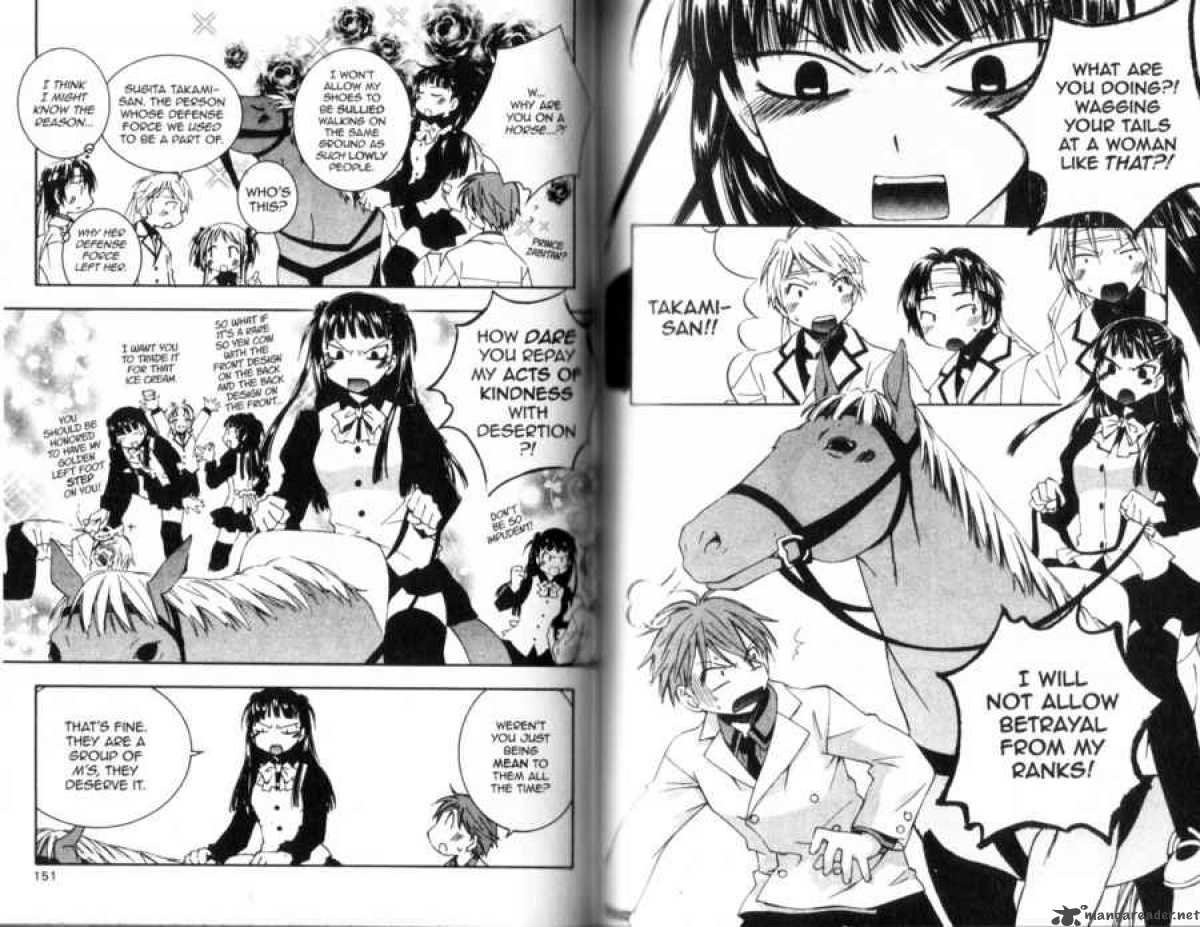 WHAT ARE
YOU DOING?!
WAGGING
YOUR TAILS
AT A WOMAN
LIKE THAT?!
TAKAMI-
SAN!!
I WILL
NOT ALLOW
BETRAYAL
FROM MY
RANKS!
W...
WHY ARE
YOU ON A
HORSE...?!
I WON'T
ALLOW MY
SHOES TO
BE SULLIED
WALKING ON
THE SAME
GROUND AS
SUCH LOWLY
PEOPLE.
PRINCE
ZABITAN?
WHO'S
THIS?
SUGITA TAKAMI-
SAN. THE PERSON
WHOSE DEFENSE
FORCE WE USED
TO BE A PART OF.
I THINK
I MIGHT
KNOW THE
REASON...
WHY HER
DEFENSE
FORCE
LEFT HER.
HOW DARE
YOU REPAY
MY ACTS OF
KINDNESS
WITH
DESERTION
?!
DON'T
BE SO
IMPUDENT!
SO WHAT IF
IT'S A RARE
50 YEN COIN
WITH THE
FRONT DESIGN
ON THE BACK
AND THE BACK
DESIGN ON
THE FRONT.
I WANT YOU
TO TRADE IT
FOR THAT
ICE CREAM.
YOU
SHOULD BE
HONORED
TO HAVE MY
GOLDEN
LEFT FOOT
STEP
ON YOU!
WEREN'T
YOU JUST
BEING
MEAN TO
THEM ALL
THE TIME?
THAT'S FINE.
THEY ARE A
GROUP OF
M'S, THEY
DESERVE IT.
151
mangareader.net